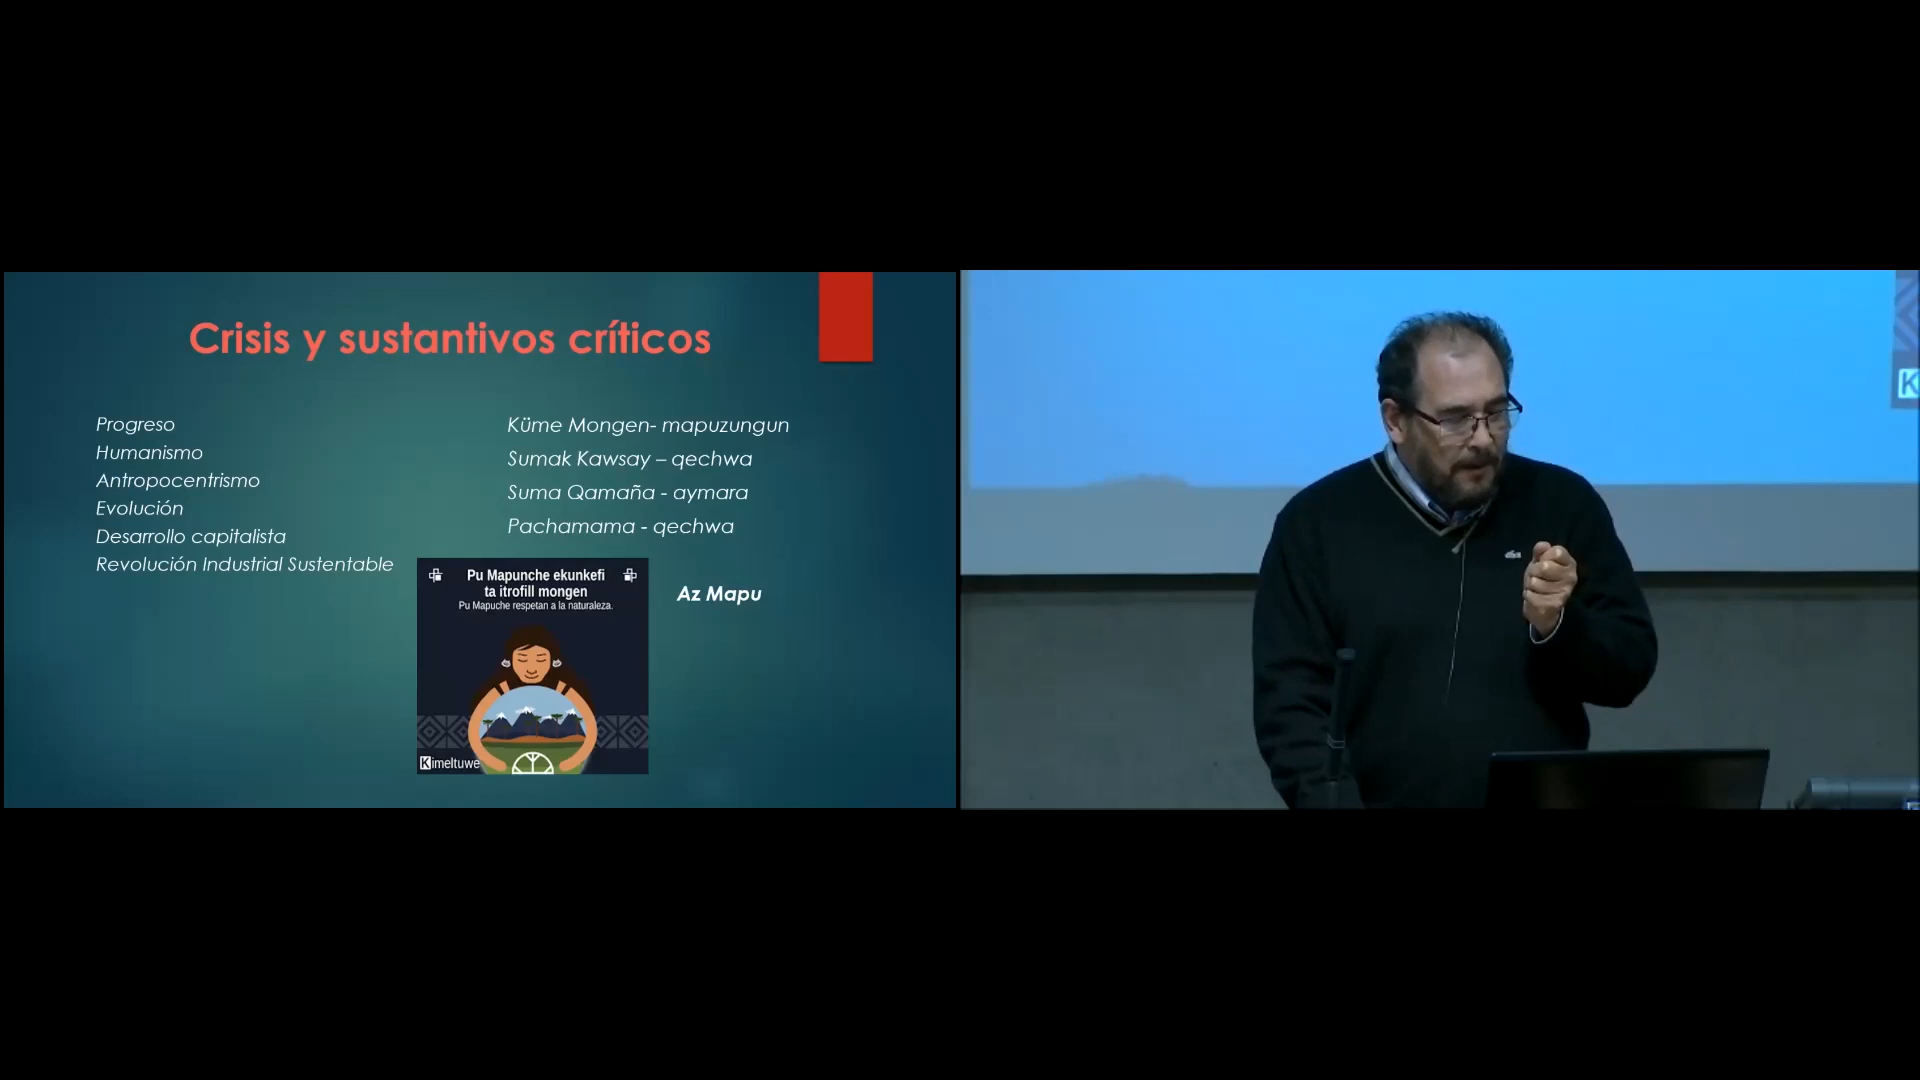 Crisis y sustantivos críticos
Progreso
Humanismo
Antropocentrismo
Evolución
Desarrollo capitalista
Revolución Industrial Sustentable
Küme Mongen- mapuzungun
Sumak Kawsay – qechwa
Suma Qamaña - aymara
Pachamama - qechwa
Pu Mapunche ekunkefi
ta itrofill mongen
Pu Mapuche respetan a la naturaleza.
Kimeltuwe
Az Mapu
K